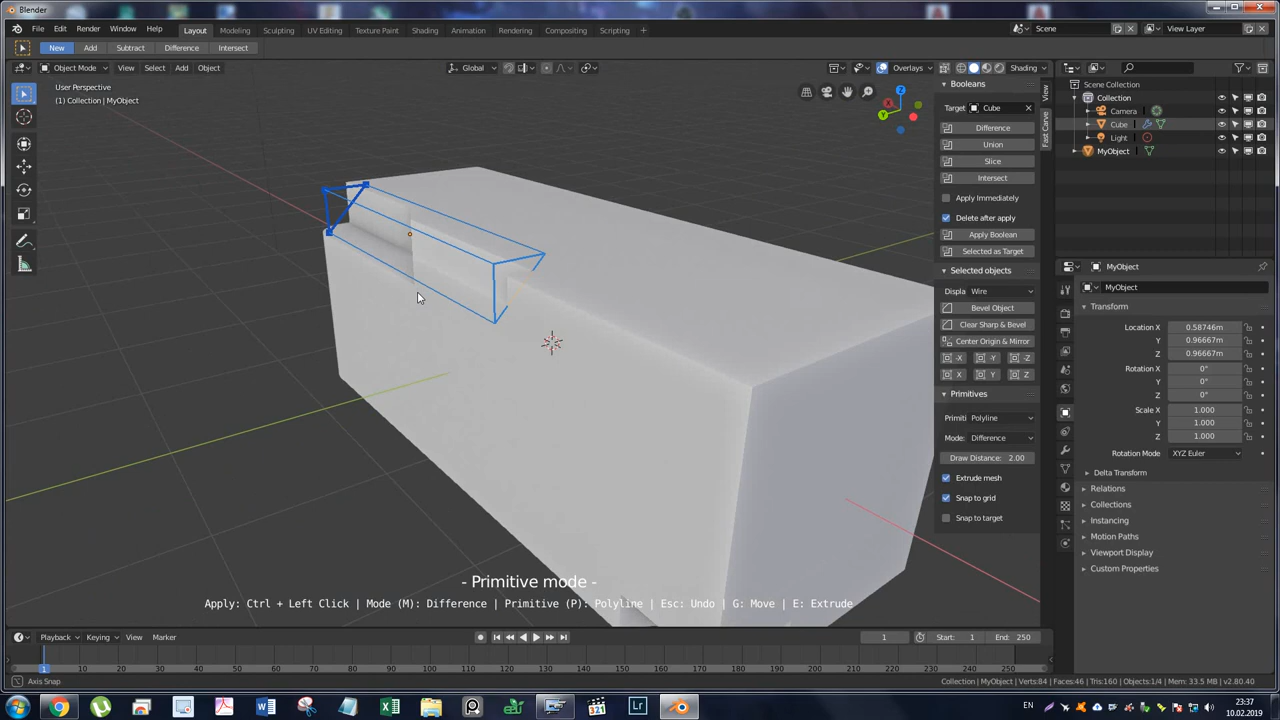 Blender
File Edit Render Window Help
Layout Modeling Sculpting UV Editing Texture Paint Shading Animation Rendering Compositing Scripting +
Scene
View Layer
New Add Subtract Difference Intersect
Object Mode View Select Add Object
Global
Overlays
Shading
User Perspective
(1) Collection | MyObject
Z
Y
X
View
Fast Carve
Booleans
Target Cube
Difference
Union
Slice
Intersect
Apply Immediately
Delete after apply
Apply Boolean
Selected as Target
Selected objects
Displa Wire
Bevel Object
Clear Sharp & Bevel
Center Origin & Mirror
-X -Y -Z
X Y Z
Primitives
Primiti Polyline
Mode: Difference
Draw Distance: 2.00
Extrude mesh
Snap to grid
Snap to target
Scene Collection
Collection
Camera
Cube
Light
MyObject
MyObject
MyObject
Transform
Location X 0.58746m
Y 0.96667m
Z 0.96667m
Rotation X 0°
Y 0°
Z 0°
Scale X 1.000
Y 1.000
Z 1.000
Rotation Mode XYZ Euler
Delta Transform
Relations
Collections
Instancing
Motion Paths
Viewport Display
Custom Properties
- Primitive mode -
Apply: Ctrl + Left Click | Mode (M): Difference | Primitive (P): Polyline | Esc: Undo | G: Move | E: Extrude
Playback Keying View Marker
1
Start: 1
End: 250
1 10 20 30 40 50 60 70 80 90 100 110 120 130 140 150 160 170 180 190 200 210 220 230 240 250
Axis Snap
Collection | MyObject | Verts:84 | Faces:46 | Tris:160 | Objects:1/4 | Mem: 33.5 MB | v2.80.40
EN
23:37
10.02.2019